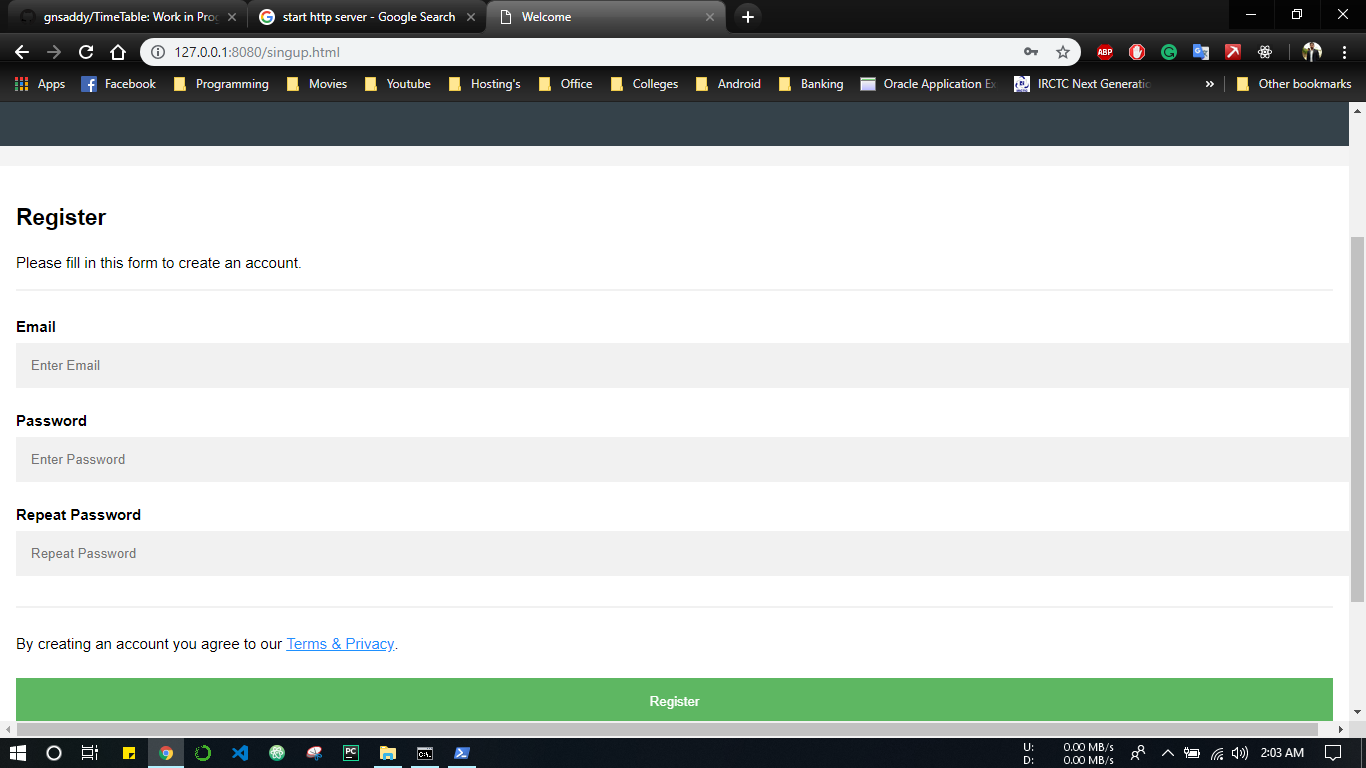 gnsaddy/TimeTable: Work in Prog
start http server - Google Search
Welcome
127.0.0.1:8080/singup.html
ABP
Apps
Facebook
Programming
Movies
Youtube
Hosting's
Office
Colleges
Android
Banking
Oracle Application Ex
IRCTC Next Generatio
»
Other bookmarks
Register
Please fill in this form to create an account.
Email
Enter Email
Password
Enter Password
Repeat Password
Repeat Password
By creating an account you agree to our Terms & Privacy.
Register
PC
C:\
U: 0.00 MB/s
D: 0.00 MB/s
2:03 AM